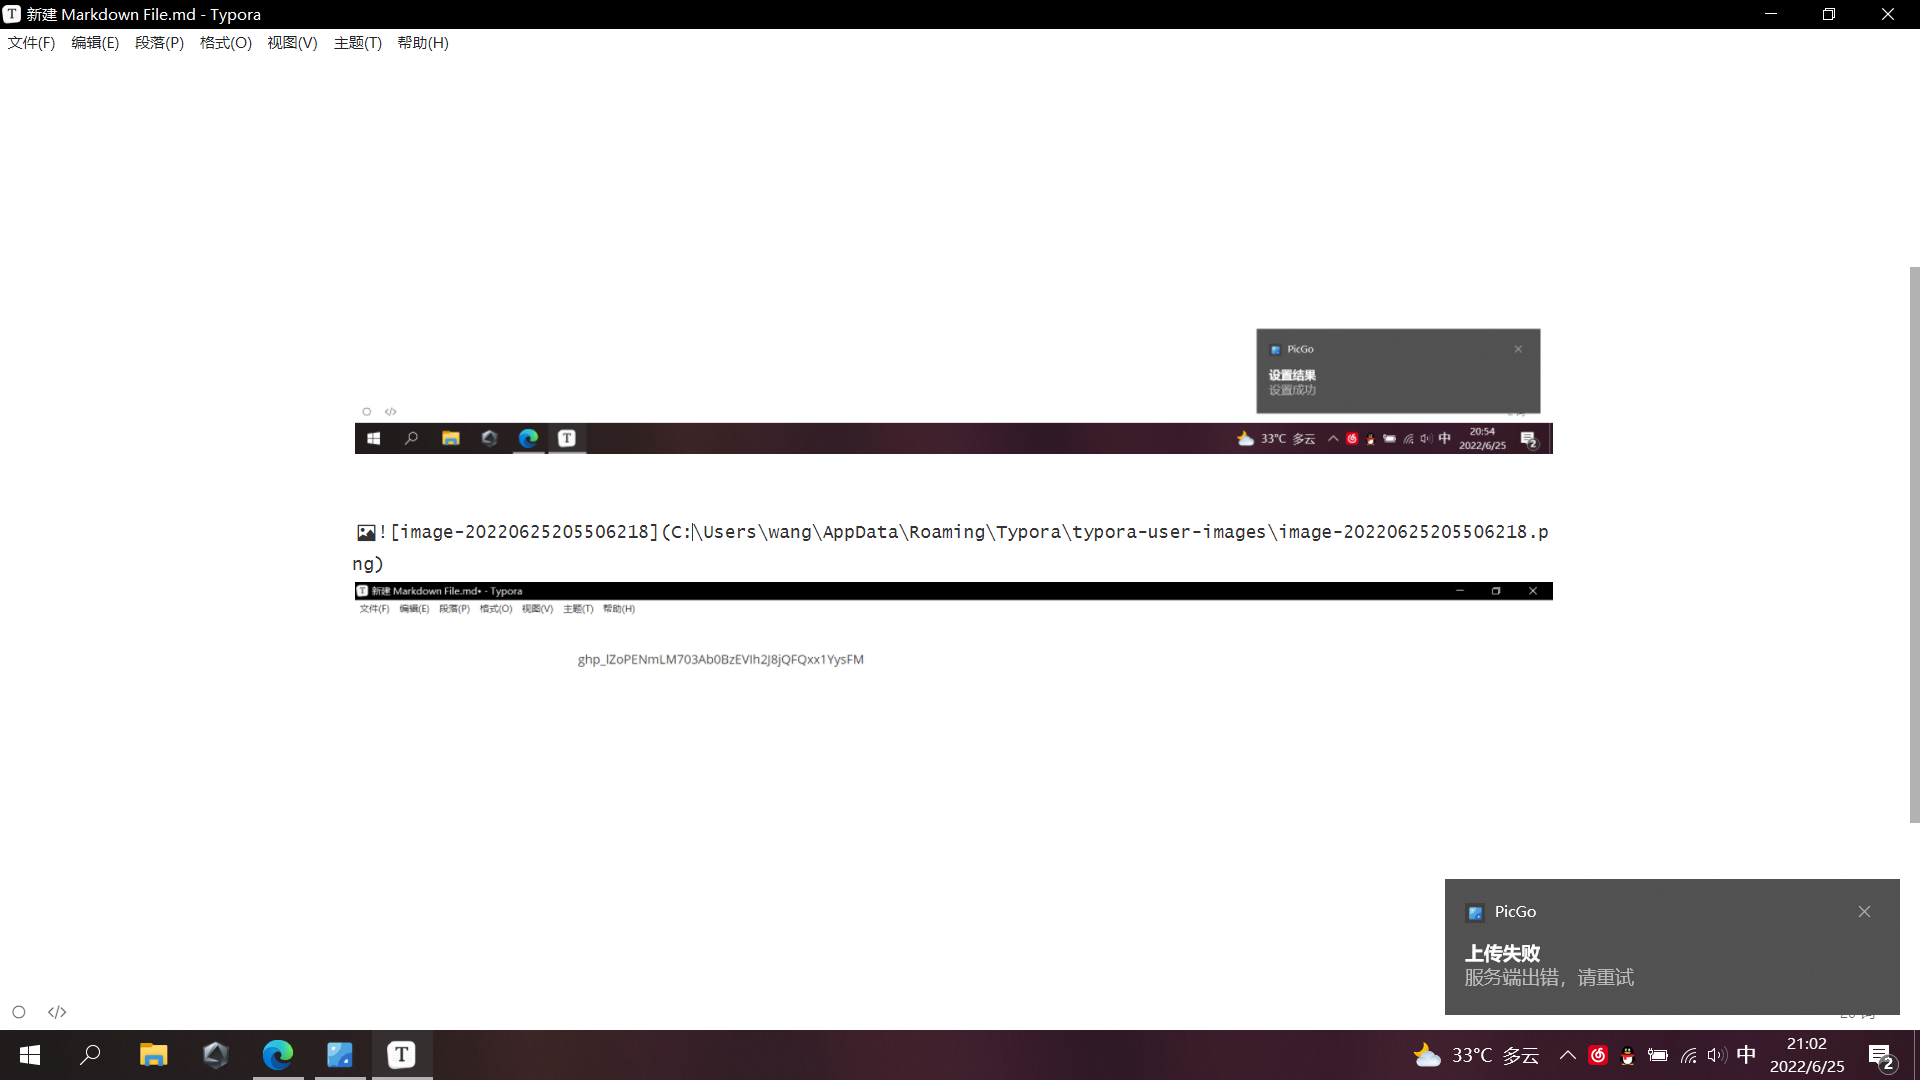 新建 Markdown File.md - Typora
文件(F) 编辑(E) 段落(P) 格式(O) 视图(V) 主题(T) 帮助(H)
PicGo
设置结果
设置成功
</>
T
33°C 多云
中
20:54
2022/6/25
2
![image-20220625205506218](C:\Users\wang\AppData\Roaming\Typora\typora-user-images\image-20220625205506218.p
ng)
新建 Markdown File.md• - Typora
文件(F) 编辑(E) 段落(P) 格式(O) 视图(V) 主题(T) 帮助(H)
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
PicGo
上传失败
服务端出错，请重试
</>
T
33°C 多云
中
21:02
2022/6/25
2